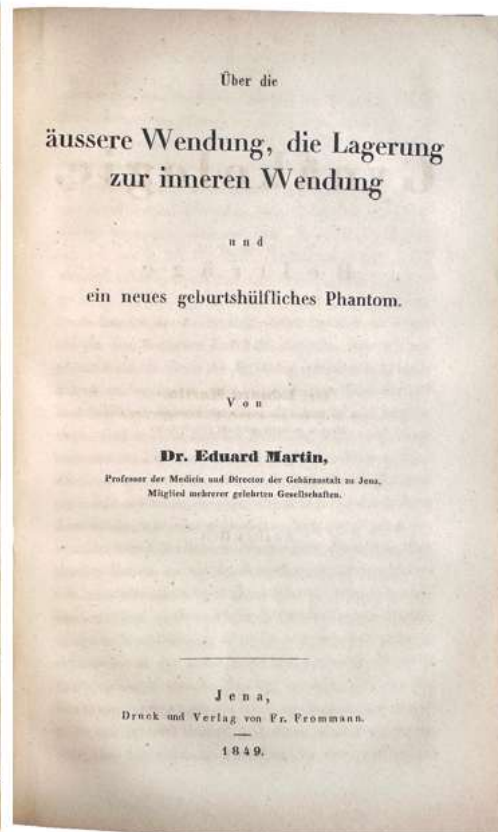 Über die
äussere Wendung, die Lagerung
zur inneren Wendung
und
ein neues geburtshülfliches Phantom.
Von
Dr. Eduard Martin,
Professor der Medicin und Director der Gebäranstalt zu Jena,
Mitglied mehrerer gelehrten Gesellschaften.
Jena,
Druck und Verlag von Fr. Frommann.
1849.